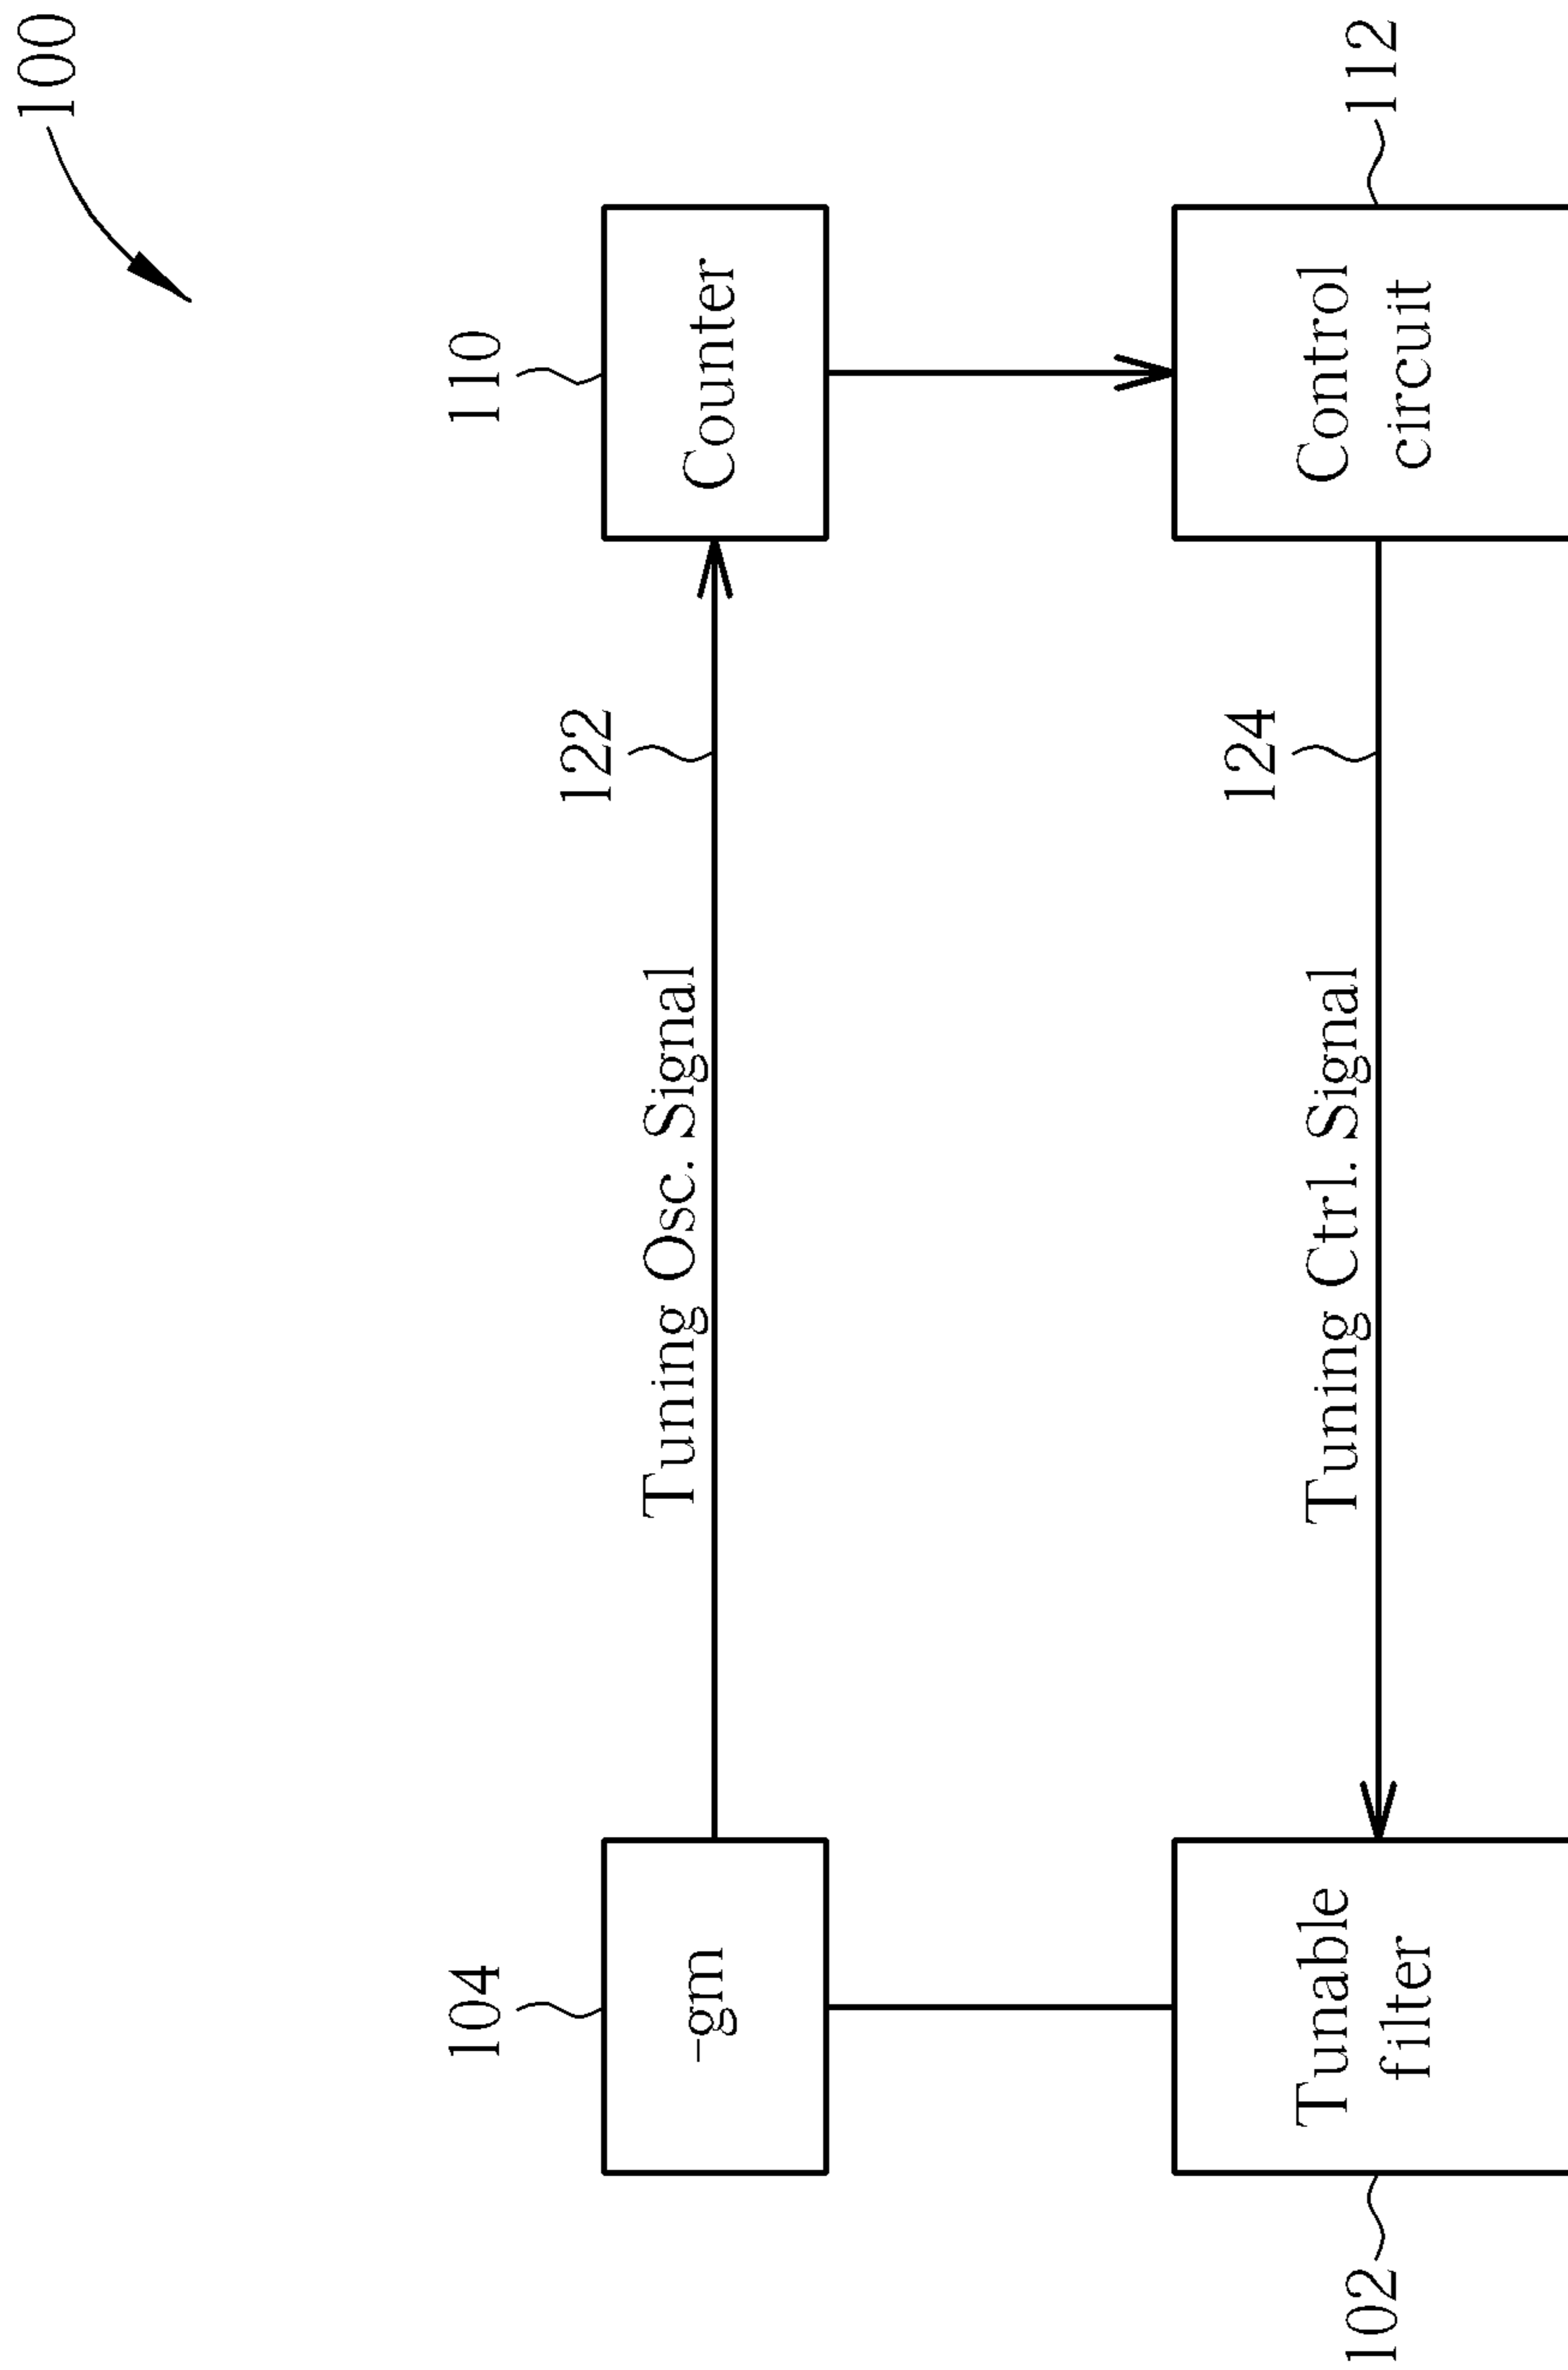 100
104
-gm
Tuning Osc. Signal
122
110
Counter
102
Tunable
filter
Tuning Ctrl. Signal
124
Control
circuit
112